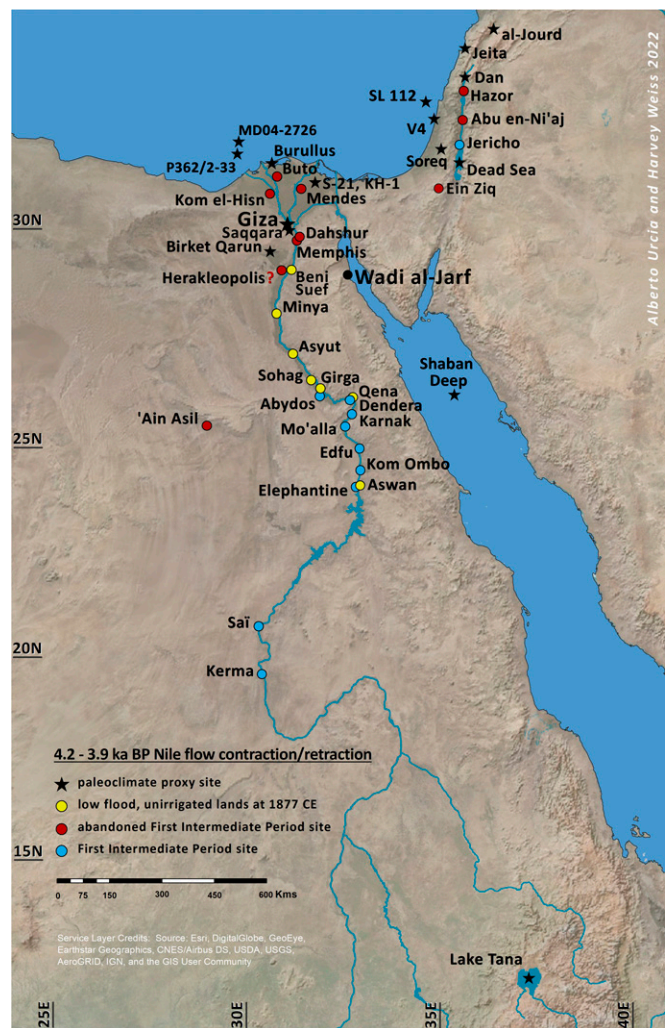 al-Jourd
Jeita
Dan
SL 112
Hazor
V4
Abu en-Ni'aj
MD04-2726
Jericho
Burullus
Soreq
P362/2-33
Dead Sea
Buto
S-21, KH-1
Kom el-Hisn
Mendes
Ein Ziq
30N
Giza
Saqqara
Dahshur
Birket Qarun
Memphis
Herakleopolis?
Beni
Suef
Wadi al-Jarf
Minya
Asyut
Shaban
Deep
Sohag
Girga
Qena
Abydos
Dendera
'Ain Asil
Karnak
Mo'alla
25N
Edfu
Kom Ombo
Elephantine
Aswan
Saï
20N
Kerma
4.2 - 3.9 ka BP Nile flow contraction/retraction
paleoclimate proxy site
low flood, unirrigated lands at 1877 CE
abandoned First Intermediate Period site
First Intermediate Period site
15N
0 75 150 300 450 600 Kms
Service Layer Credits: Source: Esri, DigitalGlobe, GeoEye,
Earthstar Geographics, CNES/Airbus DS, USDA, USGS,
AeroGRID, IGN, and the GIS User Community
Lake Tana
25E
30E
35E
40E
Alberto Urcia and Harvey Weiss 2022